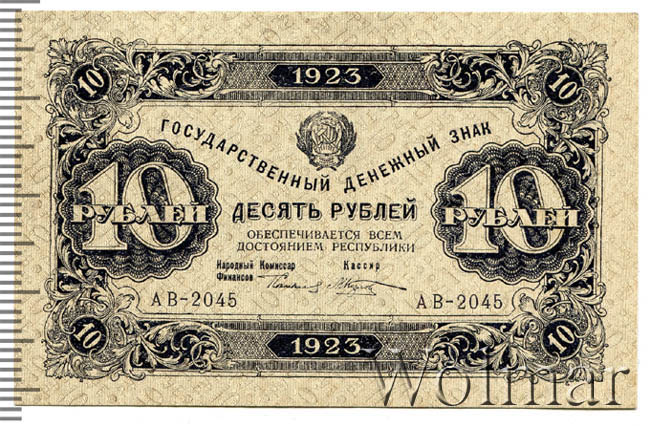 1923
10
10
ГОСУДАРСТВЕННЫЙ ДЕНЕЖНЫЙ ЗНАК
10
РУБЛЕЙ
10
РУБЛЕЙ
ДЕСЯТЬ РУБЛЕЙ
ОБЕСПЕЧИВАЕТСЯ ВСЕМ
ДОСТОЯНИЕМ РЕСПУБЛИКИ
Народный Комиссар
Финансов
Кассир
АВ-2045
АВ-2045
10
10
1923
Wolmar